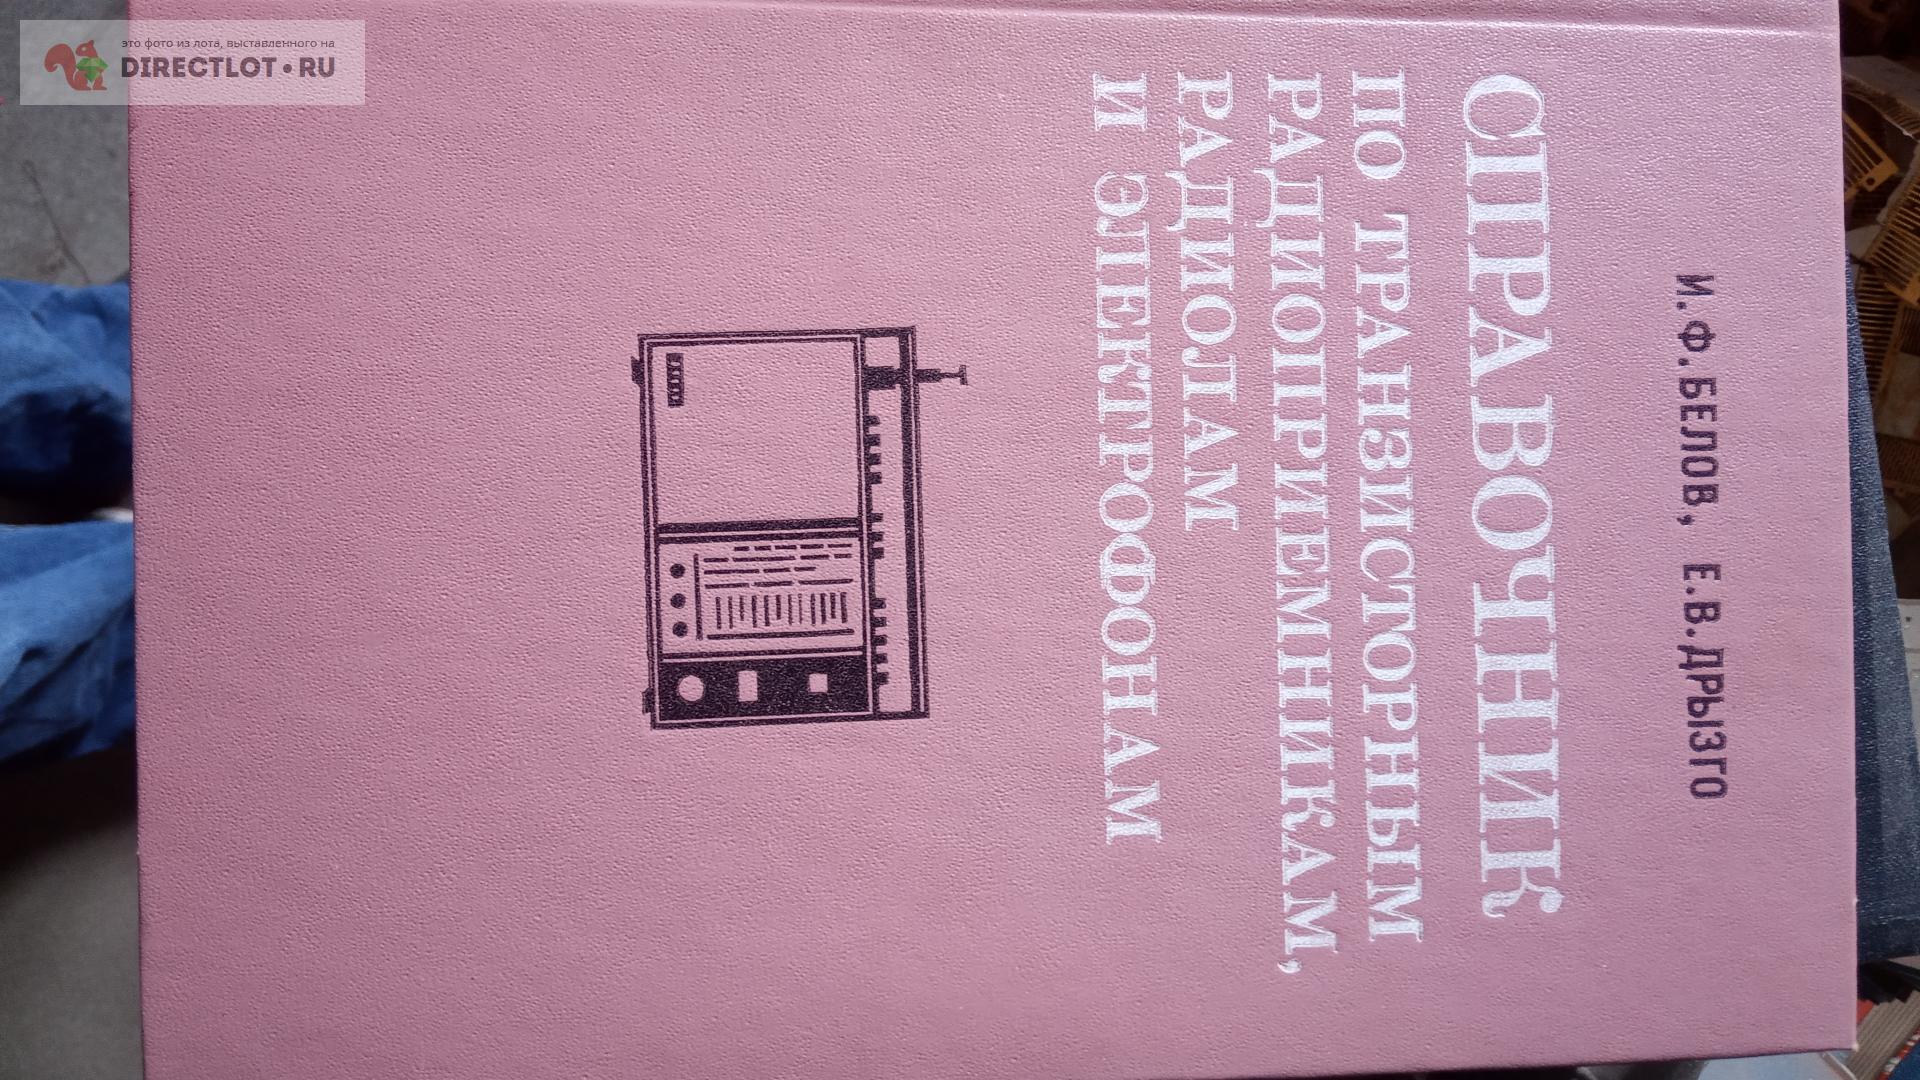 это фото из лота, выставленного на
DIRECTLOT.RU
И.Ф.БЕЛОВ, Е.В.ДРЫЗГО
СПРАВОЧНИК
ПО ТРАНЗИСТОРНЫМ
РАДИОПРИЕМНИКАМ,
РАДИОЛАМ
И ЭЛЕКТРОФОНАМ